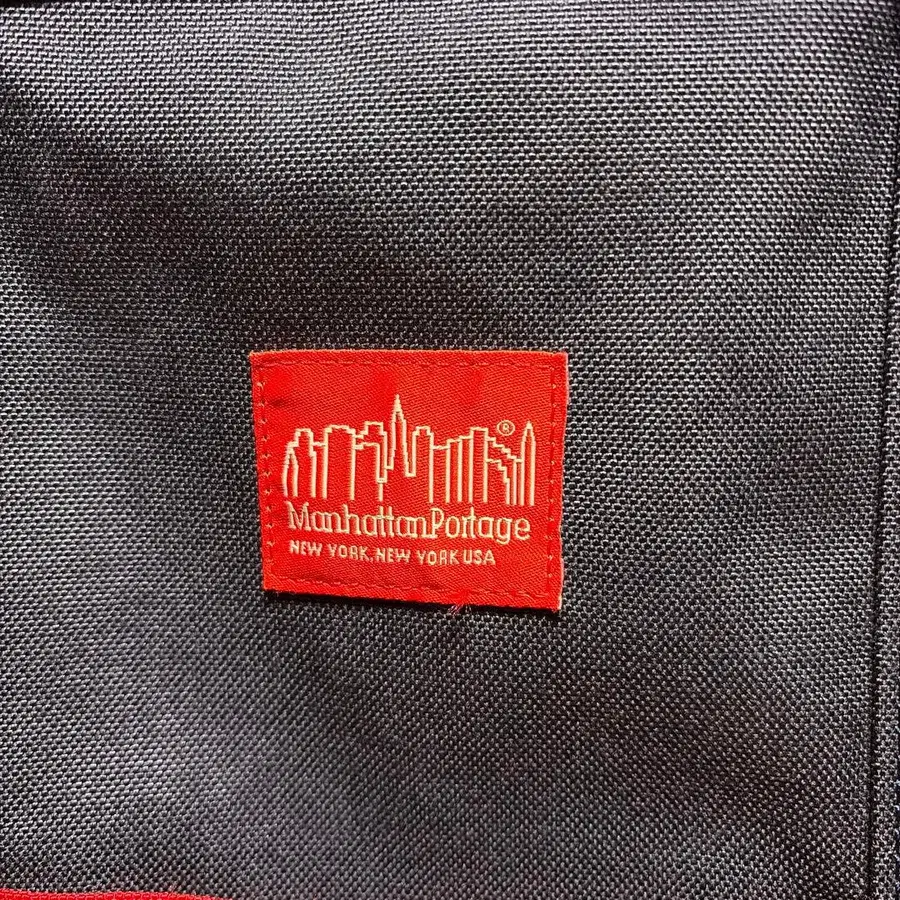 ®
ManhattanPortage
NEW YORK, NEW YORK USA